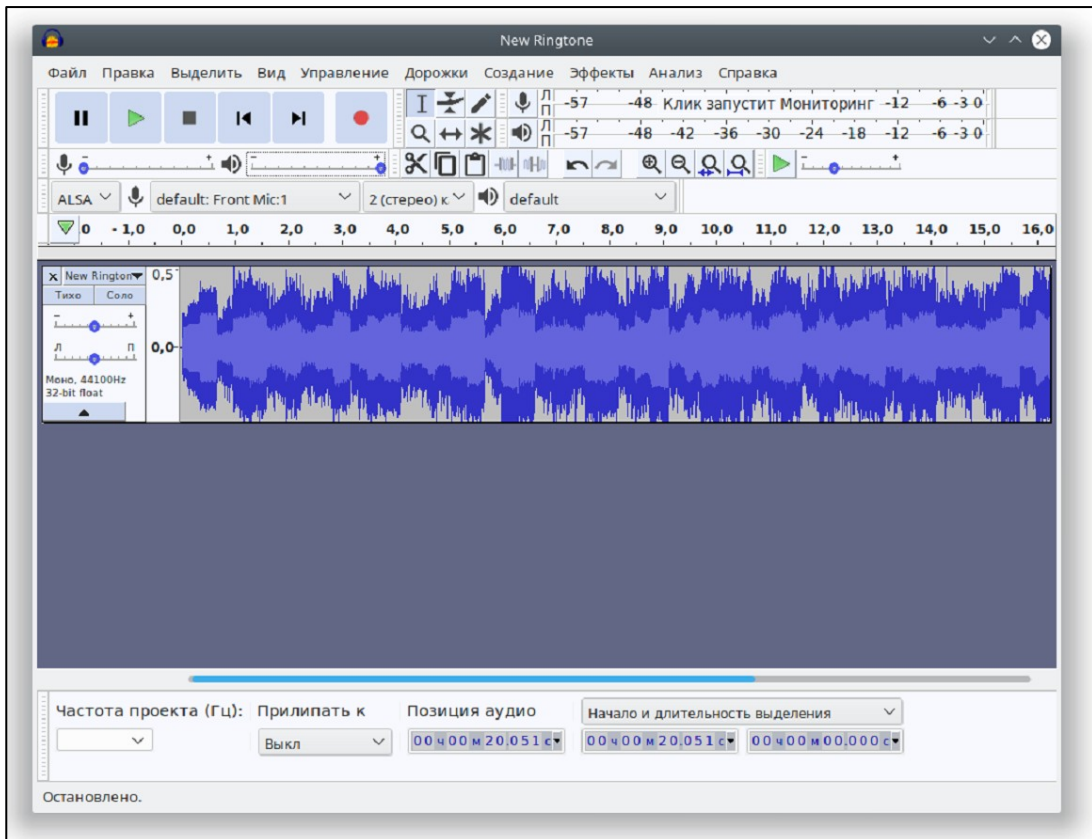 New Ringtone
Файл Правка Выделить Вид Управление Дорожки Создание Эффекты Анализ Справка
Л П -57 -48 Клик запустит Мониторинг -12 -6 -3 0
Л П -57 -48 -42 -36 -30 -24 -18 -12 -6 -3 0
- + - + - +
ALSA default: Front Mic:1 2 (стерео) к default
0 - 1,0 0,0 1,0 2,0 3,0 4,0 5,0 6,0 7,0 8,0 9,0 10,0 11,0 12,0 13,0 14,0 15,0 16,0
x New Rington 0,5
Тихо Соло
- +
Л П 0,0
Моно, 44100Hz
32-bit float
Частота проекта (Гц): Прилипать к Позиция аудио Начало и длительность выделения
Выкл 00 ч 00 м 20.051 с 00 ч 00 м 20.051 с 00 ч 00 м 00.000 с
Остановлено.